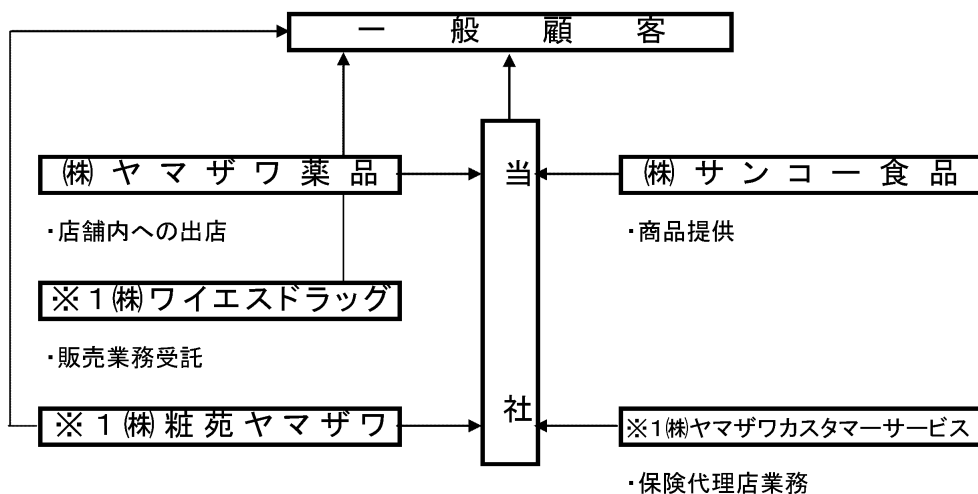 一般顧客
㈱ヤマザワ薬品
・店舗内への出店
※1㈱ワイエスドラッグ
・販売業務受託
※1㈱粧苑ヤマザワ
当社
㈱サンコー食品
・商品提供
※1㈱ヤマザワカスタマーサービス
・保険代理店業務